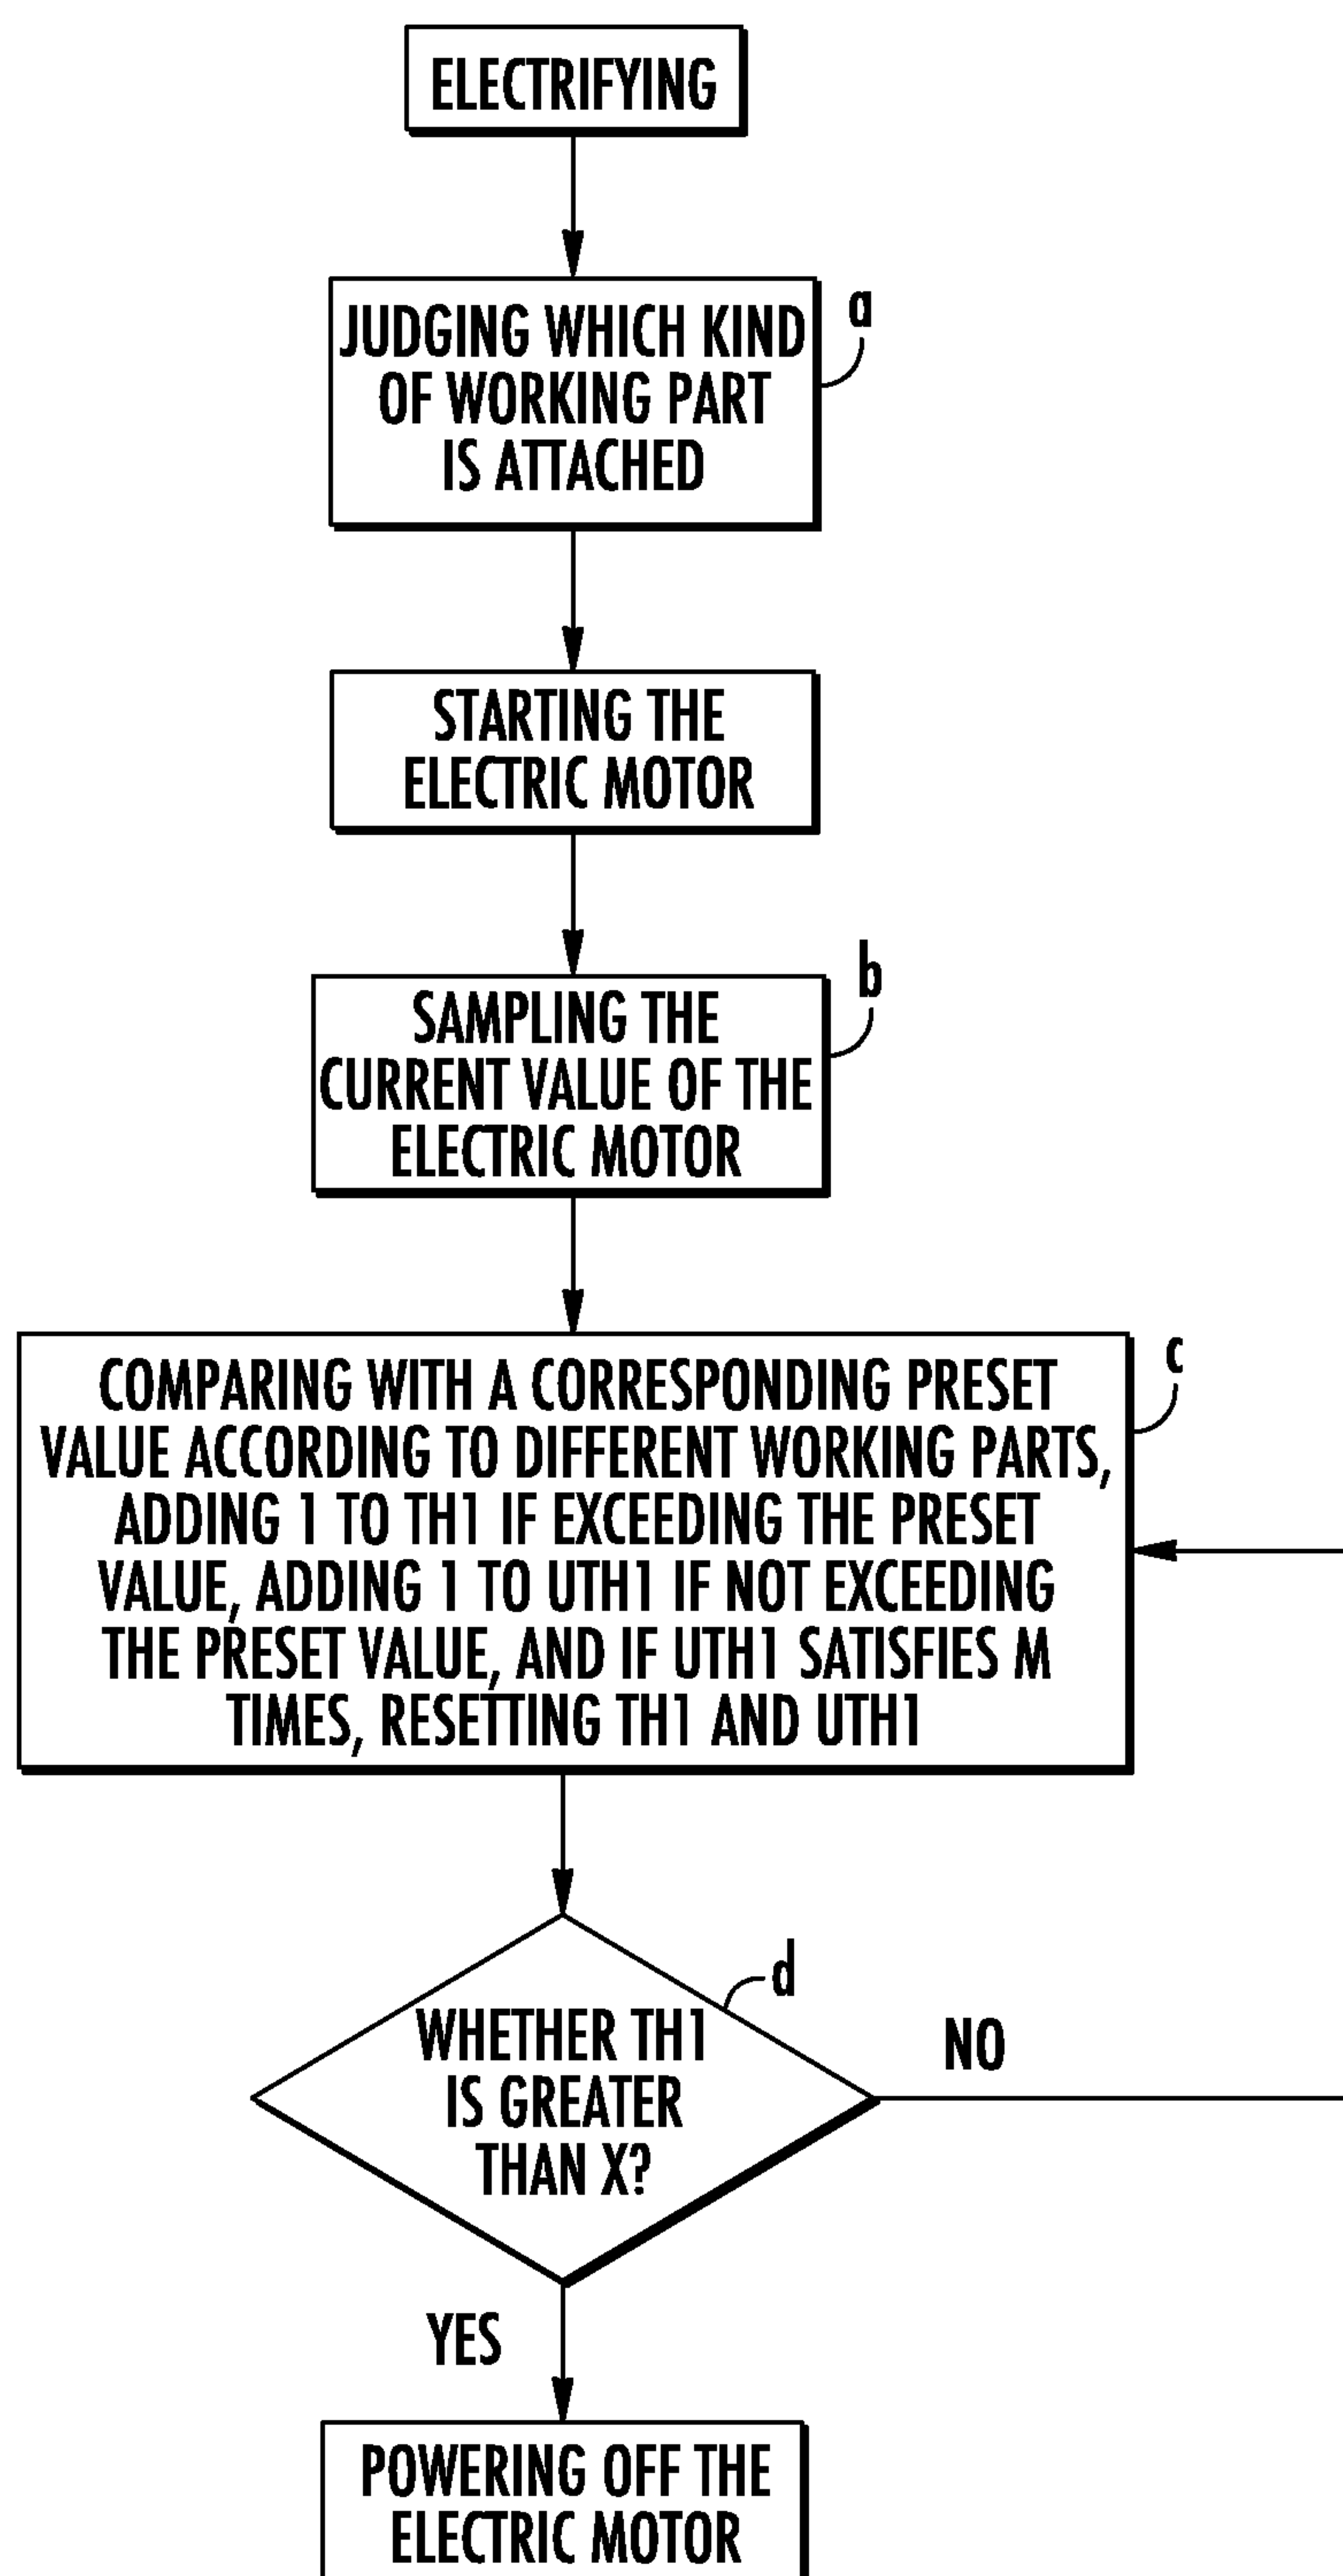 ELECTRIFYING
JUDGING WHICH KIND
OF WORKING PART
IS ATTACHED
a
STARTING THE
ELECTRIC MOTOR
b
SAMPLING THE
CURRENT VALUE OF THE
ELECTRIC MOTOR
c
COMPARING WITH A CORRESPONDING PRESET
VALUE ACCORDING TO DIFFERENT WORKING PARTS,
ADDING 1 TO TH1 IF EXCEEDING THE PRESET
VALUE, ADDING 1 TO UTH1 IF NOT EXCEEDING
THE PRESET VALUE, AND IF UTH1 SATISFIES M
TIMES, RESETTING TH1 AND UTH1
d
WHETHER TH1
IS GREATER
THAN X?
NO
YES
POWERING OFF THE
ELECTRIC MOTOR